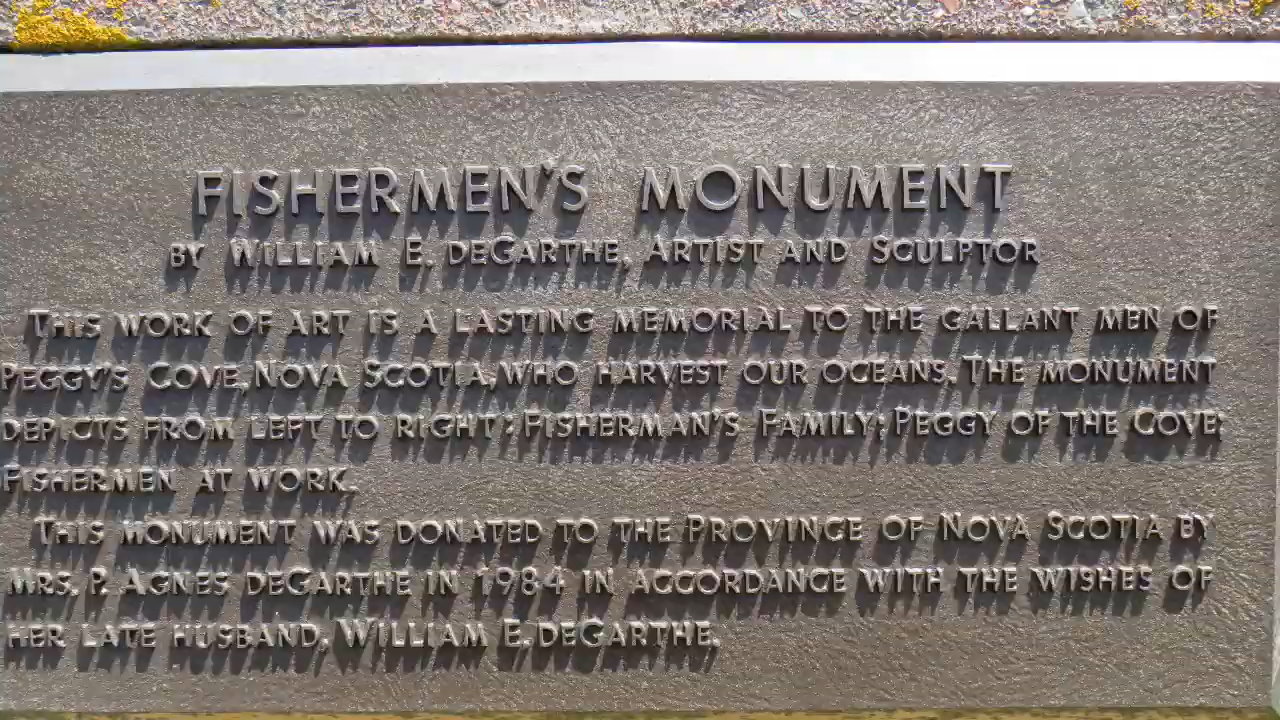 FISHERMEN'S MONUMENT
BY WILLIAM E. DEGARTHE, ARTIST AND SCULPTOR
THIS WORK OF ART IS A LASTING MEMORIAL TO THE GALLANT MEN OF
PEGGY'S COVE, NOVA SCOTIA, WHO HARVEST OUR OCEANS. THE MONUMENT
DEPICTS FROM LEFT TO RIGHT: FISHERMAN'S FAMILY; PEGGY OF THE COVE;
FISHERMEN AT WORK.
THIS MONUMENT WAS DONATED TO THE PROVINCE OF NOVA SCOTIA BY
MRS. P. AGNES DEGARTHE IN 1984 IN ACCORDANCE WITH THE WISHES OF
HER LATE HUSBAND, WILLIAM E. DEGARTHE.